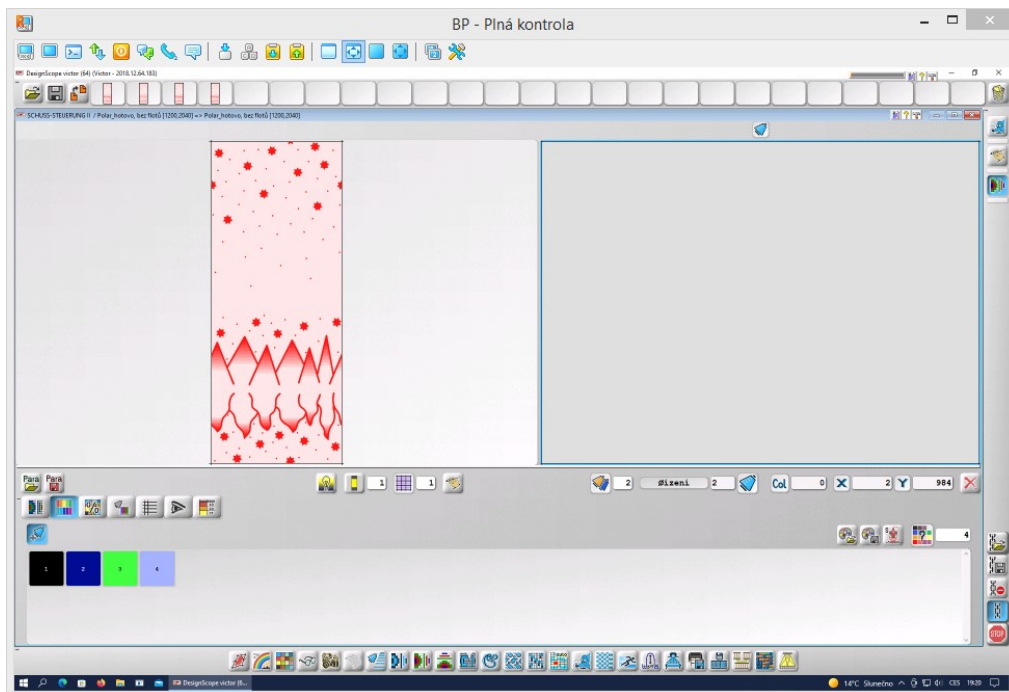 BP - Plná kontrola
DesignScope victor (64) (Victor - 2018.12.64.183)
SCHUSS-STEUERUNG II / Polar_hotovo, bez flotů [1200,2040] => Polar_hotovo, bez flotů [1200,2040]
Para Para
1 1 2 Øízení 2 Col 0 X 2 Y 984
4
1 2 3 4
STOP
DesignScope victor (6...
14°C Slunečno CES 19:20